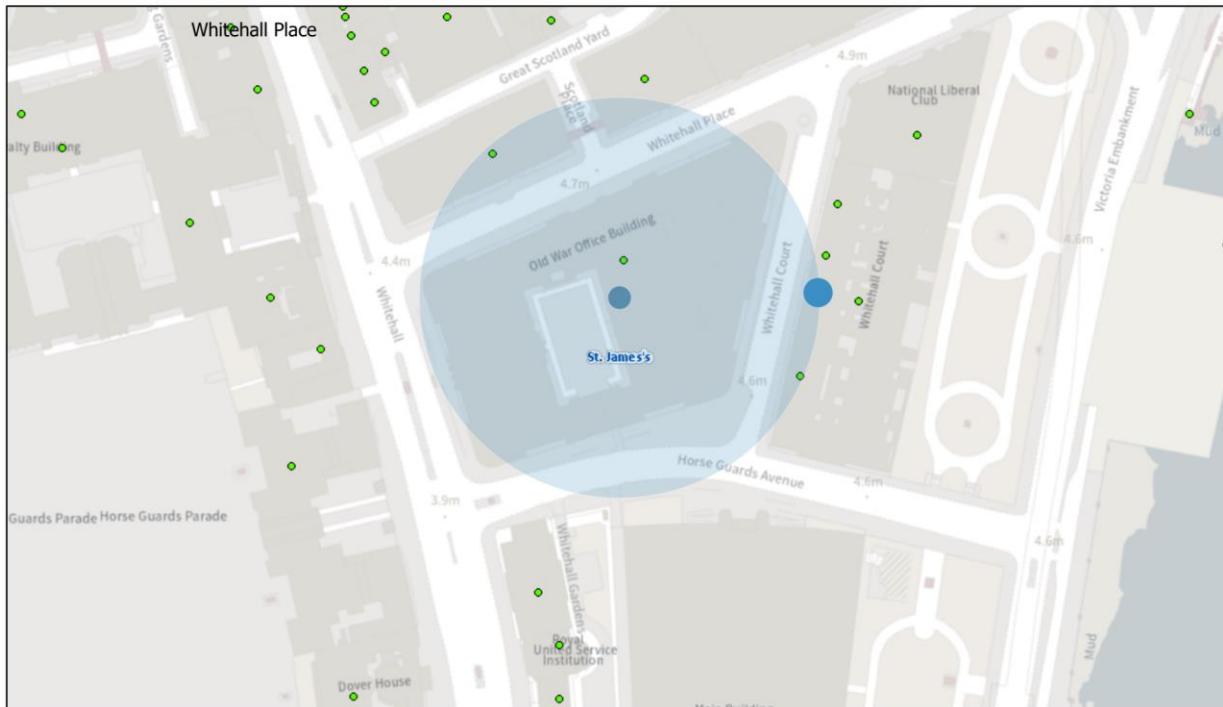 Whitehall Place
Gardens
Great Scotland Yard
4.9m
National Liberal
Club
Scotland
Place
Whitehall Place
Victoria Embankment
Mud
alty Building
4.7m
Old War Office Building
4.4m
4.6m
Whitehall
Whitehall Court
Whitehall Court
St. James's
4.6m
Horse Guards Avenue
4.6m
3.9m
Guards Parade
Horse Guards Parade
4.6m
Whitehall Gardens
Royal
United Service
Institution
Mud
Dover House
Main Building